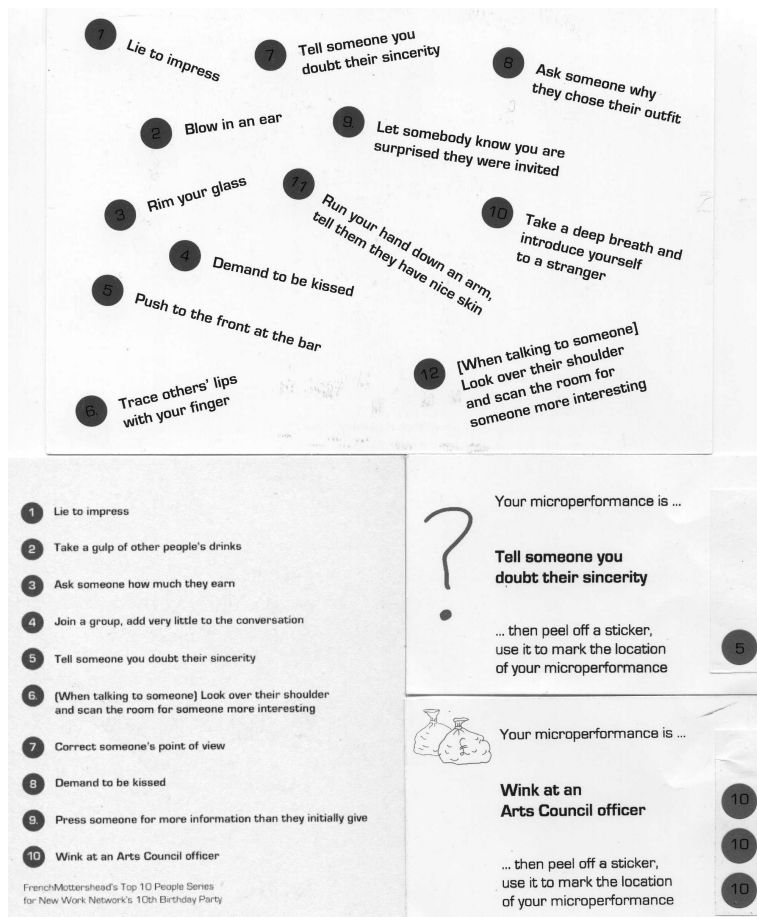 1
Lie to impress
7
Tell someone you
doubt their sincerity
8
Ask someone why
they chose their outfit
2
Blow in an ear
9.
Let somebody know you are
surprised they were invited
3
Rim your glass
11
Run your hand down an arm,
tell them they have nice skin
10
Take a deep breath and
introduce yourself
to a stranger
4
Demand to be kissed
5
Push to the front at the bar
12
[When talking to someone]
Look over their shoulder
and scan the room for
someone more interesting
6.
Trace others' lips
with your finger
1 Lie to impress
2 Take a gulp of other people's drinks
3 Ask someone how much they earn
4 Join a group, add very little to the conversation
5 Tell someone you doubt their sincerity
6. (When talking to someone) Look over their shoulder
and scan the room for someone more interesting
7 Correct someone's point of view
8 Demand to be kissed
9. Press someone for more information than they initially give
10 Wink at an Arts Council officer
FrenchMottershead's Top 10 People Series
for New Work Network's 10th Birthday Party
?
Your microperformance is ...
Tell someone you
doubt their sincerity
... then peel off a sticker,
use it to mark the location
of your microperformance
5
£
Your microperformance is ...
Wink at an
Arts Council officer
... then peel off a sticker,
use it to mark the location
of your microperformance
10
10
10